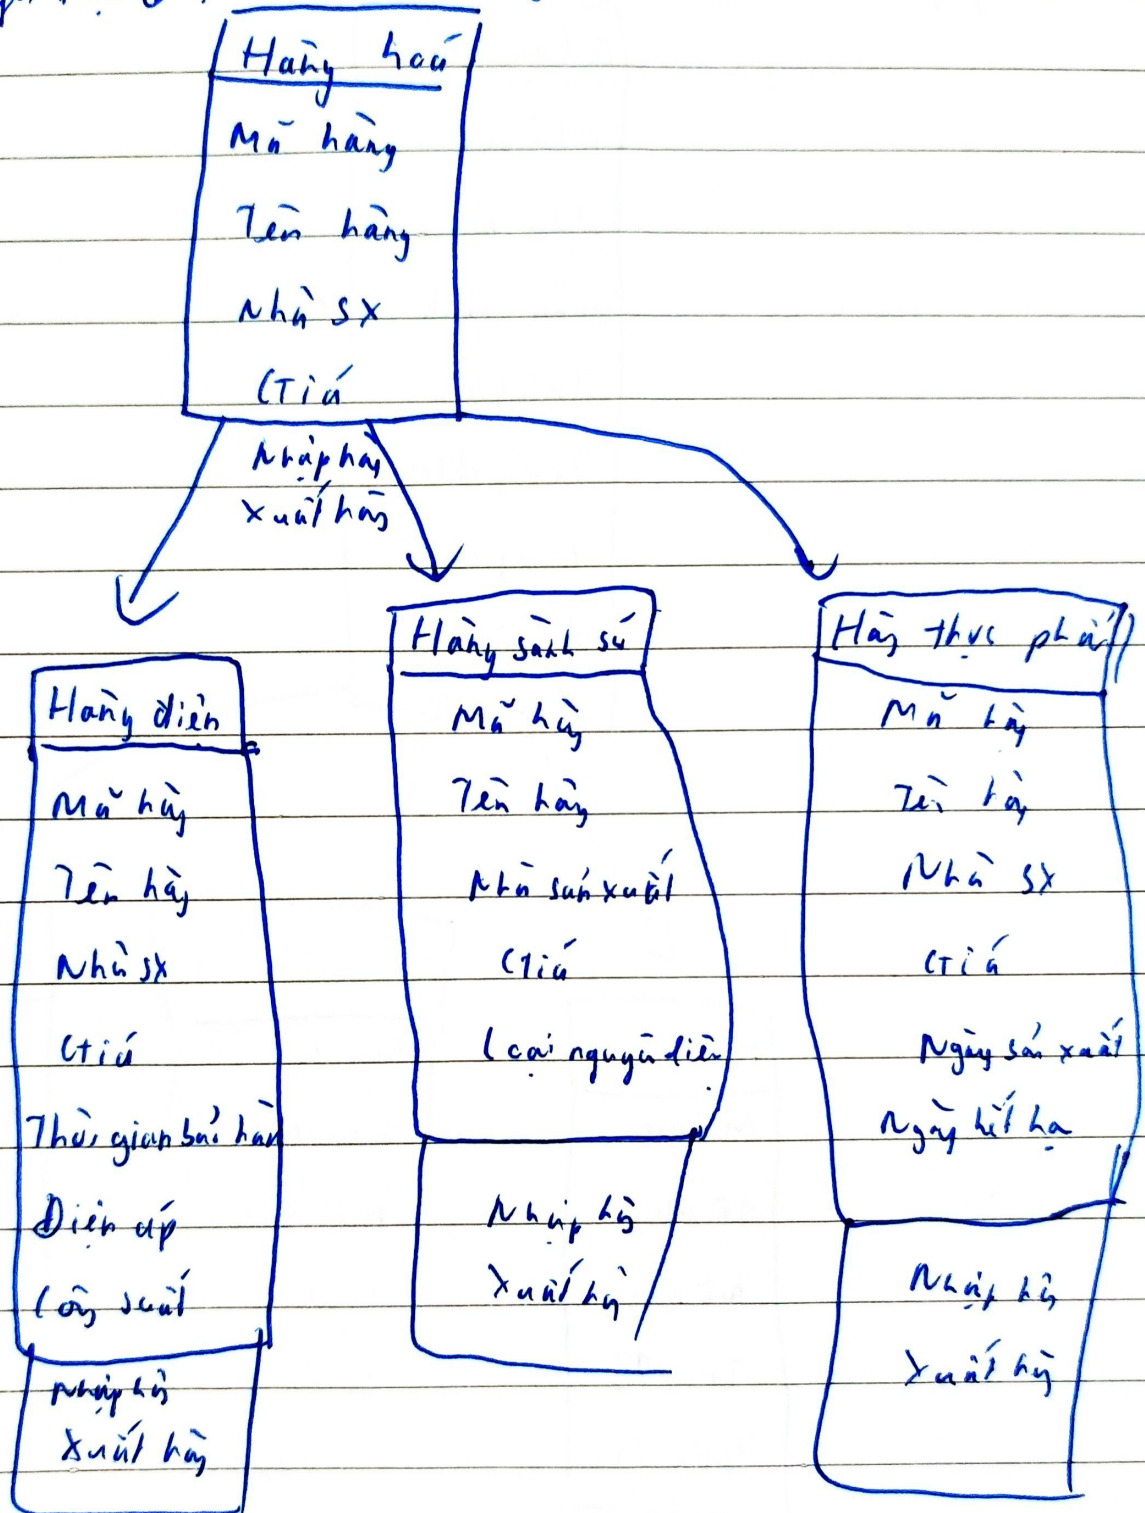 Hàng hoá
Mã hàng
Tên hàng
Nhà sx
Giá
Nhập hàng
Xuất hàng
Hàng điện
Mã hàng
Tên hàng
Nhà sx
Giá
Thời gian bảo hàn
Điện áp
Công suất
Nhập hàng
Xuất hàng
Hàng sành sứ
Mã hàng
Tên hàng
Nhà sản xuất
Giá
Loại nguyên liệu
Nhập hàng
Xuất hàng
Hàng thực phẩm
Mã hàng
Tên hàng
Nhà sx
Giá
Ngày sản xuất
Ngày hết hạn
Nhập hàng
Xuất hàng